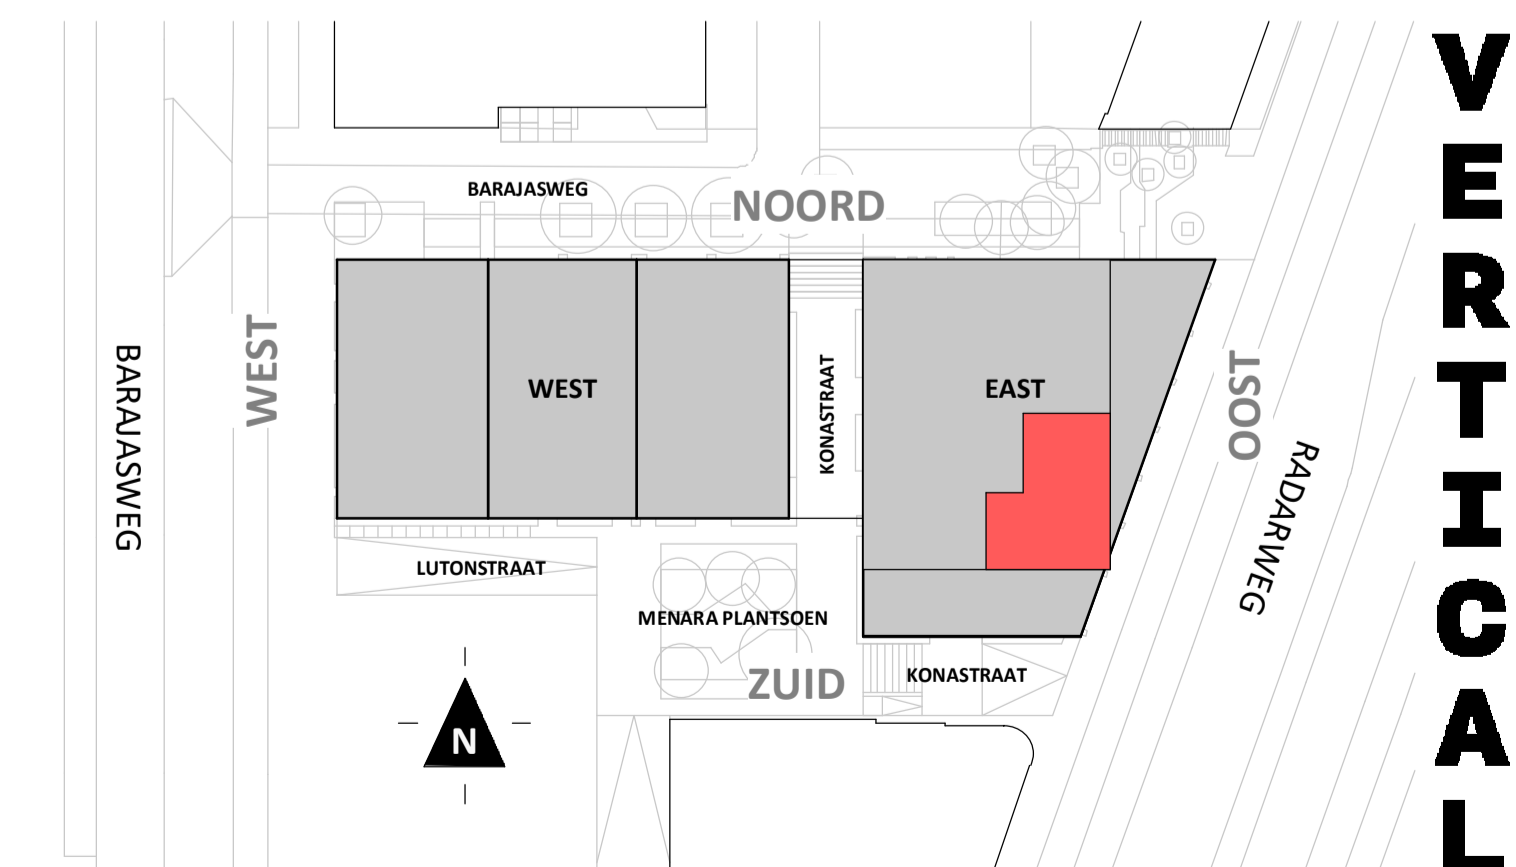 BARAJASWEG
NOORD
WEST
BARAJASWEG
WEST
KONASTRAAT
EAST
OOST
RADARWEG
LUTONSTRAAT
MENARA PLANTSOEN
ZUID
KONASTRAAT
N
VERTICAL